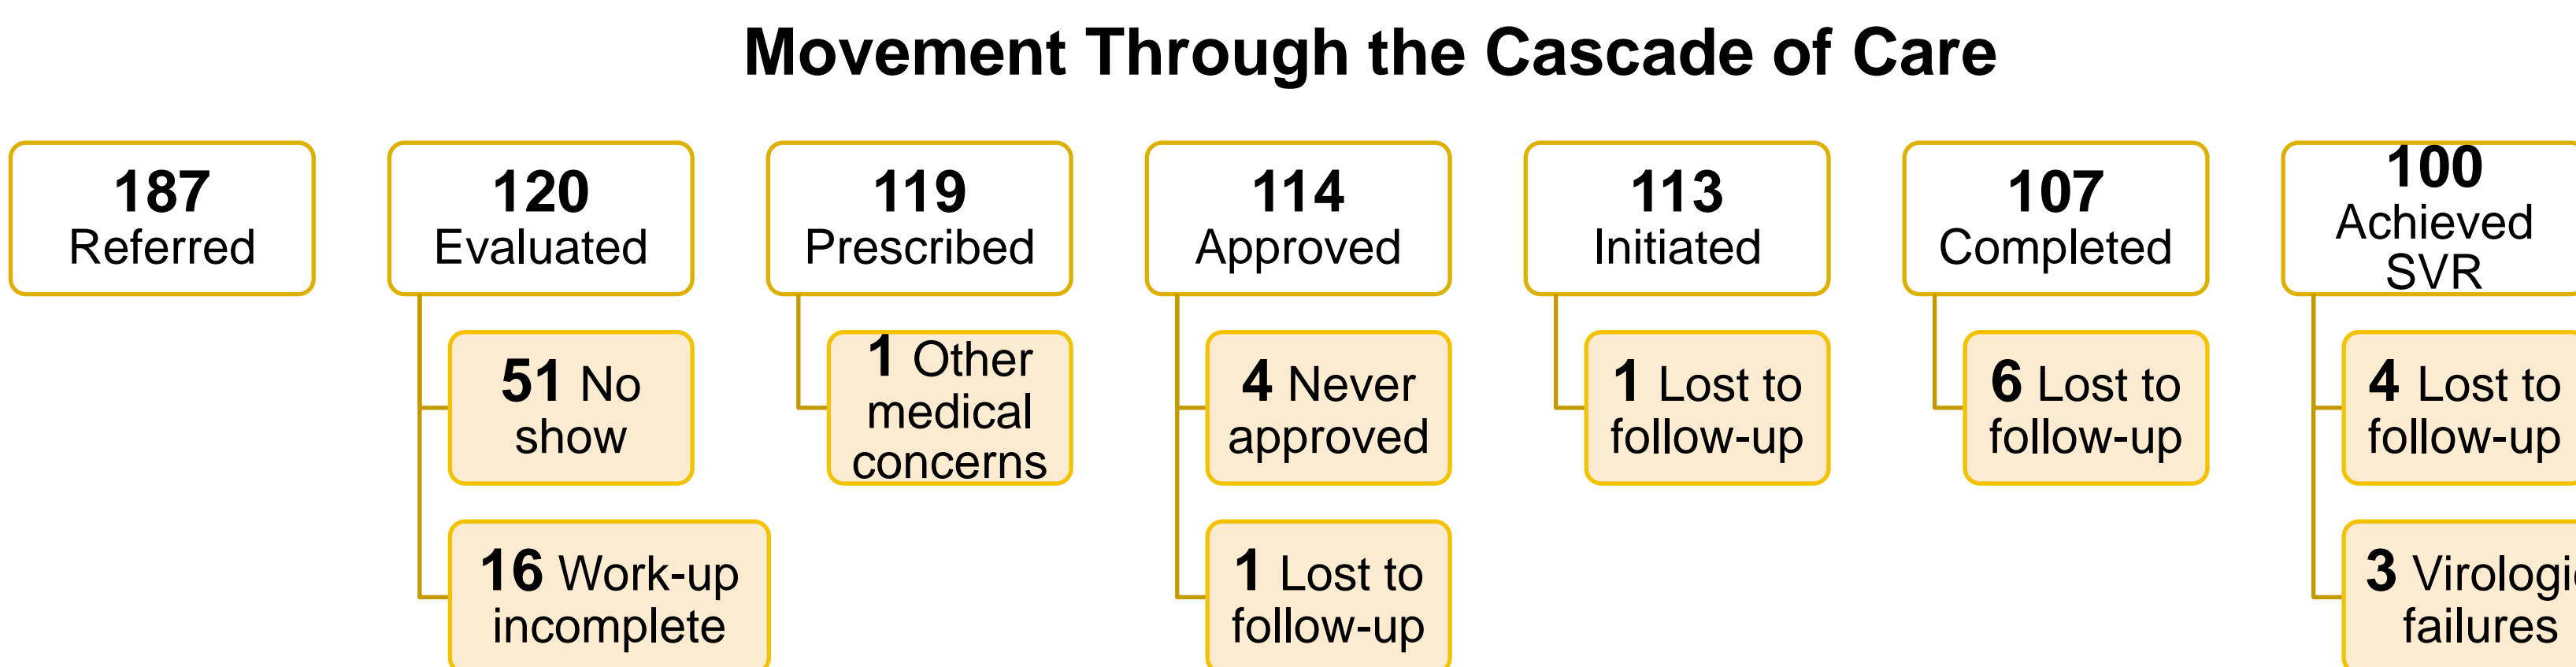 Movement Through the Cascade of Care
187
Referred
120
Evaluated
51 No
show
16 Work-up
incomplete
119
Prescribed
1 Other
medical
concerns
114
Approved
4 Never
approved
1 Lost to
follow-up
113
Initiated
1 Lost to
follow-up
107
Completed
6 Lost to
follow-up
100
Achieved
SVR
4 Lost to
follow-up
3 Virologic
failures